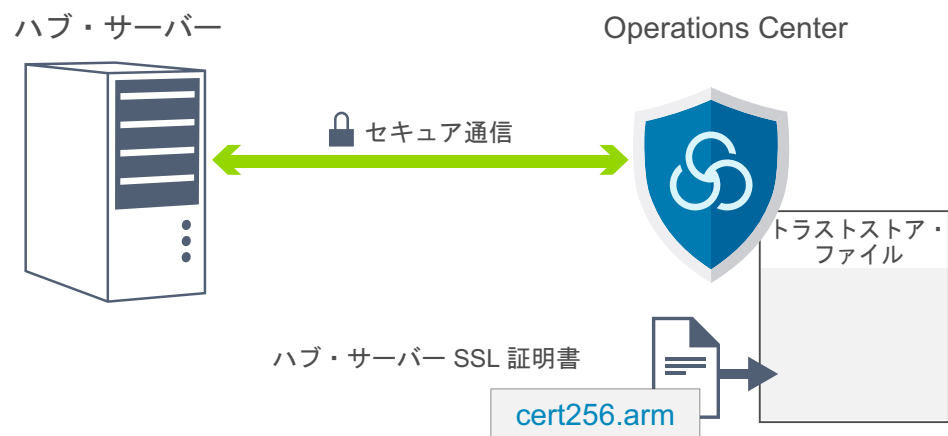 ハブ・サーバー
Operations Center
セキュア通信
トラストストア・
ファイル
ハブ・サーバー SSL 証明書
cert256.arm